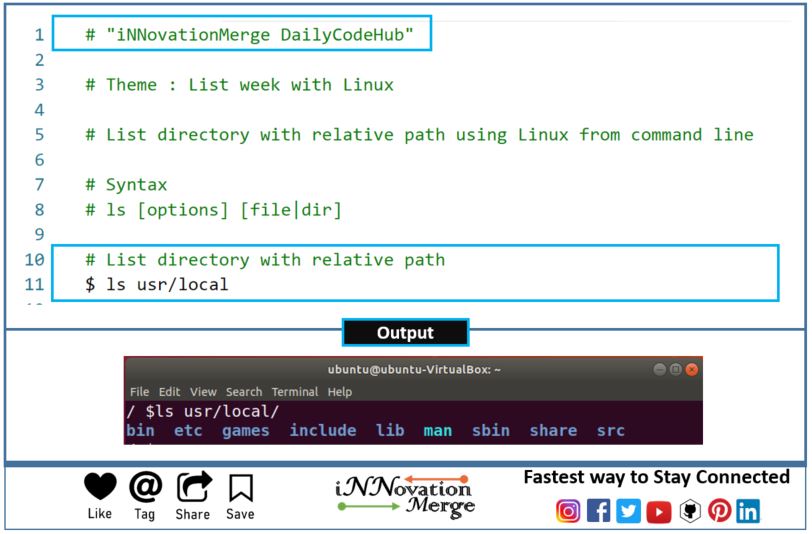 1 # "iNNovationMerge DailyCodeHub"
2
3 # Theme : List week with Linux
4
5 # List directory with relative path using Linux from command line
6
7 # Syntax
8 # ls [options] [file|dir]
9
10 # List directory with relative path
11 $ ls usr/local
Output
ubuntu@ubuntu-VirtualBox: ~
File Edit View Search Terminal Help
/ $ls usr/local/
bin etc games include lib man sbin share src
Like Tag Share Save
iNNovation
Merge
Fastest way to Stay Connected